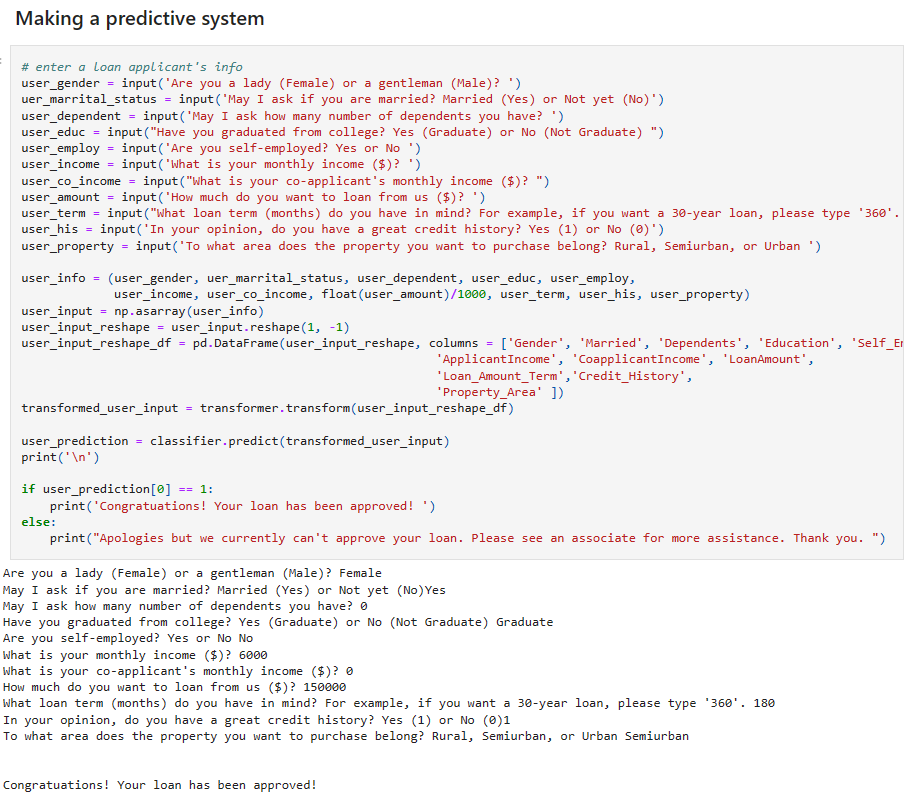 Making a predictive system
# enter a loan applicant's info
user_gender = input('Are you a lady (Female) or a gentleman (Male)? ')
uer_marrital_status = input('May I ask if you are married? Married (Yes) or Not yet (No)')
user_dependent = input('May I ask how many number of dependents you have? ')
user_educ = input("Have you graduated from college? Yes (Graduate) or No (Not Graduate) ")
user_employ = input('Are you self-employed? Yes or No ')
user_income = input('What is your monthly income ($)? ')
user_co_income = input("What is your co-applicant's monthly income ($)? ")
user_amount = input('How much do you want to loan from us ($)? ')
user_term = input("What loan term (months) do you have in mind? For example, if you want a 30-year loan, please type '360'.
user_his = input('In your opinion, do you have a great credit history? Yes (1) or No (0)')
user_property = input('To what area does the property you want to purchase belong? Rural, Semiurban, or Urban ')
user_info = (user_gender, uer_marrital_status, user_dependent, user_educ, user_employ,
user_income, user_co_income, float(user_amount)/1000, user_term, user_his, user_property)
user_input = np.asarray(user_info)
user_input_reshape = user_input.reshape(1, -1)
user_input_reshape_df = pd.DataFrame(user_input_reshape, columns = ['Gender', 'Married', 'Dependents', 'Education', 'Self_E
'ApplicantIncome', 'CoapplicantIncome', 'LoanAmount',
'Loan_Amount_Term','Credit_History',
'Property_Area' ])
transformed_user_input = transformer.transform(user_input_reshape_df)
user_prediction = classifier.predict(transformed_user_input)
print('\n')
if user_prediction[0] == 1:
print('Congratuations! Your loan has been approved! ')
else:
print("Apologies but we currently can't approve your loan. Please see an associate for more assistance. Thank you. ")
Are you a lady (Female) or a gentleman (Male)? Female
May I ask if you are married? Married (Yes) or Not yet (No)Yes
May I ask how many number of dependents you have? 0
Have you graduated from college? Yes (Graduate) or No (Not Graduate) Graduate
Are you self-employed? Yes or No No
What is your monthly income ($)? 6000
What is your co-applicant's monthly income ($)? 0
How much do you want to loan from us ($)? 150000
What loan term (months) do you have in mind? For example, if you want a 30-year loan, please type '360'. 180
In your opinion, do you have a great credit history? Yes (1) or No (0)1
To what area does the property you want to purchase belong? Rural, Semiurban, or Urban Semiurban
Congratuations! Your loan has been approved!